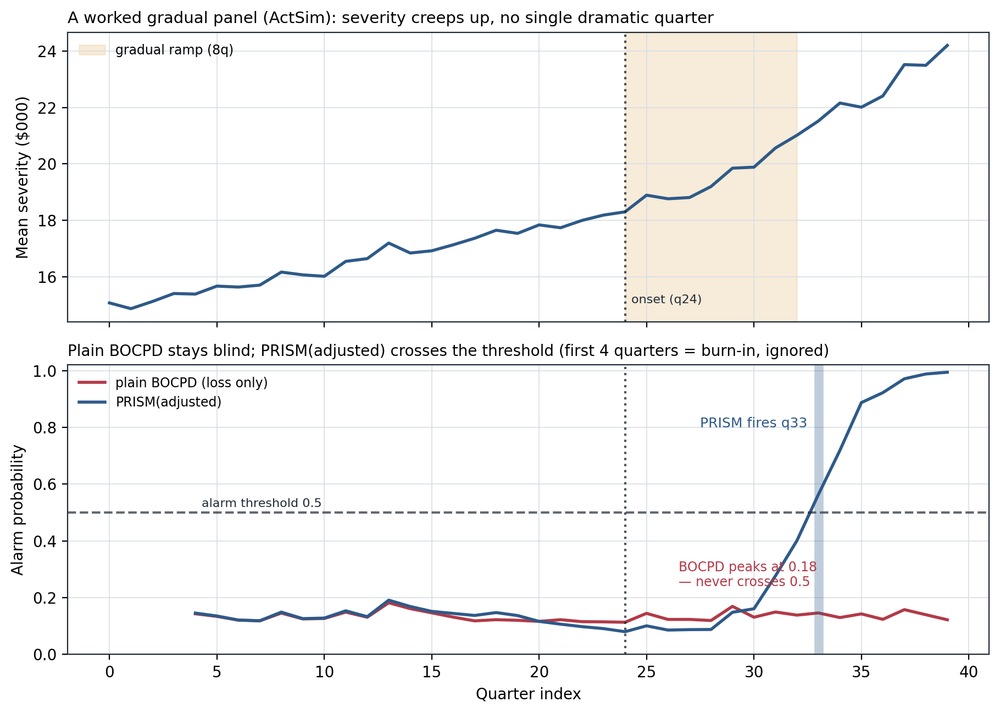 A worked gradual panel (ActSim): severity creeps up, no single dramatic quarter
Mean severity ($000)
24
22
20
18
16
gradual ramp (8q)
onset (q24)
Plain BOCPD stays blind; PRISM(adjusted) crosses the threshold (first 4 quarters = burn-in, ignored)
Alarm probability
1.0
0.8
0.6
0.4
0.2
0.0
plain BOCPD (loss only)
PRISM(adjusted)
PRISM fires q33
alarm threshold 0.5
BOCPD peaks at 0.18
— never crosses 0.5
0
5
10
15
20
25
30
35
40
Quarter index